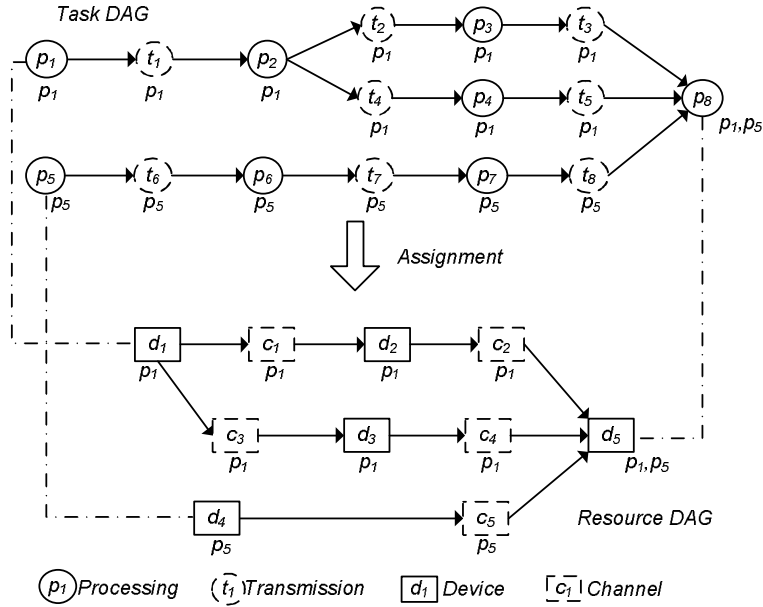 Task DAG
t2 p3 t3
p1 p1 p1
p1 t1 p2
p1 p1 p1
t4 p4 t5 p8
p1 p1 p1 p1,p5
p5 t6 p6 t7 p7 t8
p5 p5 p5 p5 p5 p5
Assignment
d1 c1 d2 c2
p1 p1 p1 p1
c3 d3 c4 d5
p1 p1 p1 p1,p5
d4 c5 Resource DAG
p5 p5
p1 Processing t1 Transmission d1 Device c1 Channel